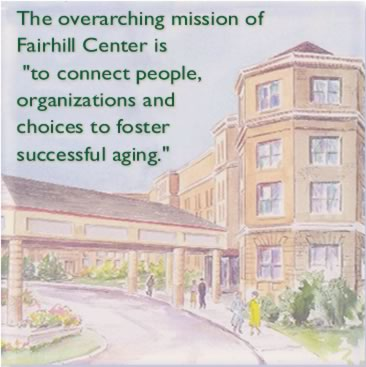 The overarching mission of
Fairhill Center is
"to connect people,
organizations and
choices to foster
successful aging."